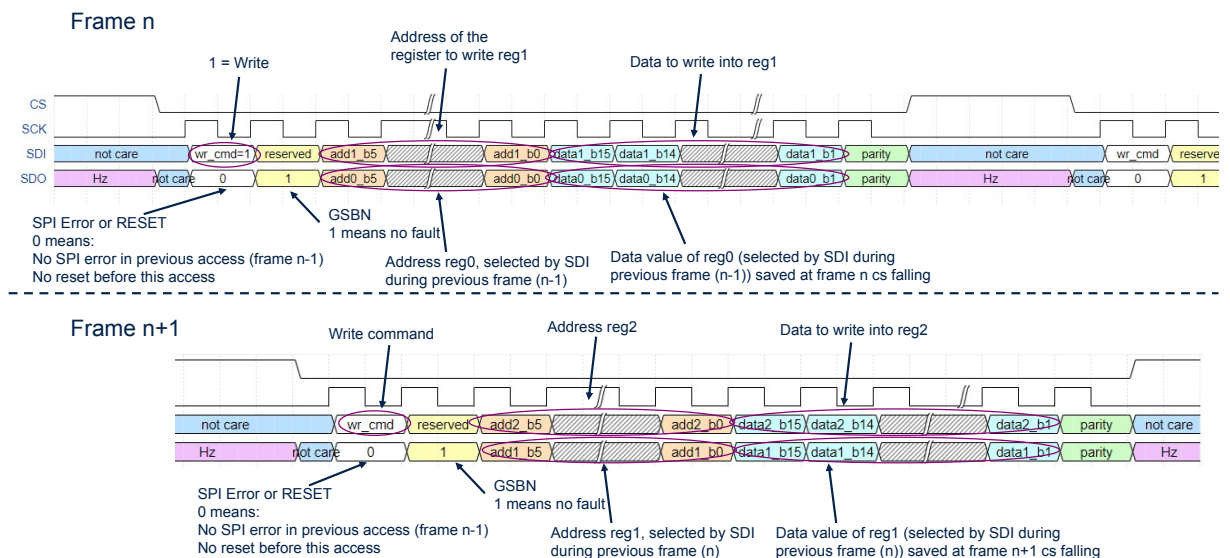 Frame n
1 = Write
Address of the
register to write reg1
Data to write into reg1
CS
SCK
SDI
not care
wr_cmd=1
reserved
add1_b5
add1_b0
data1_b15
data1_b14
data1_b1
parity
not care
wr_cmd
reserve
SDO
Hz
not care
0
1
add0_b5
add0_b0
data0_b15
data0_b14
data0_b1
parity
Hz
not care
0
1
SPI Error or RESET
0 means:
No SPI error in previous access (frame n-1)
No reset before this access
GSBN
1 means no fault
Address reg0, selected by SDI
during previous frame (n-1)
Data value of reg0 (selected by SDI during
previous frame (n-1)) saved at frame n cs falling
Frame n+1
Write command
Address reg2
Data to write into reg2
not care
wr_cmd
reserved
add2_b5
add2_b0
data2_b15
data2_b14
data2_b1
parity
not care
Hz
not care
0
1
add1_b5
add1_b0
data1_b15
data1_b14
data1_b1
parity
Hz
SPI Error or RESET
0 means:
No SPI error in previous access (frame n-1)
No reset before this access
GSBN
1 means no fault
Address reg1, selected by SDI
during previous frame (n)
Data value of reg1 (selected by SDI during
previous frame (n)) saved at frame n+1 cs falling